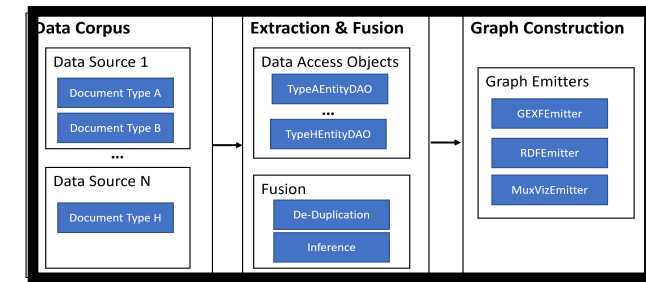 Data Corpus
Data Source 1
Document Type A
Document Type B
...
Data Source N
Document Type H
Extraction & Fusion
Data Access Objects
TypeAEntityDAO
...
TypeHEntityDAO
Fusion
De-Duplication
Inference
Graph Construction
Graph Emitters
GEXFEmitter
RDFEmitter
MuxVizEmitter